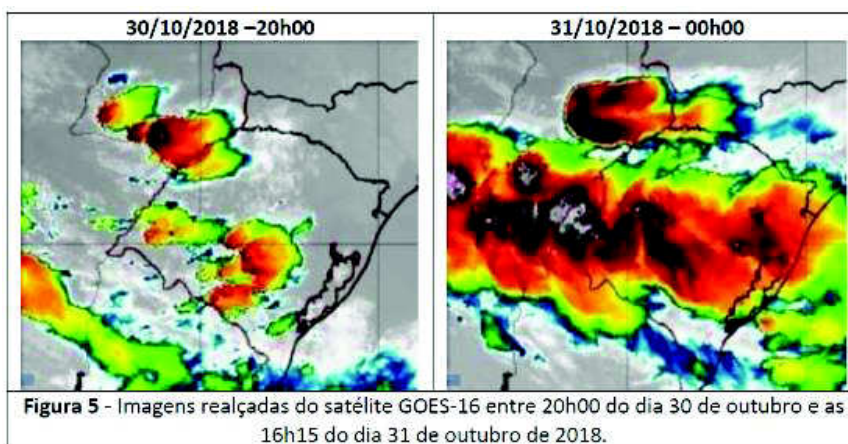 30/10/2018 –20h00
31/10/2018 – 00h00
Figura 5 - Imagens realçadas do satélite GOES-16 entre 20h00 do dia 30 de outubro e as
16h15 do dia 31 de outubro de 2018.